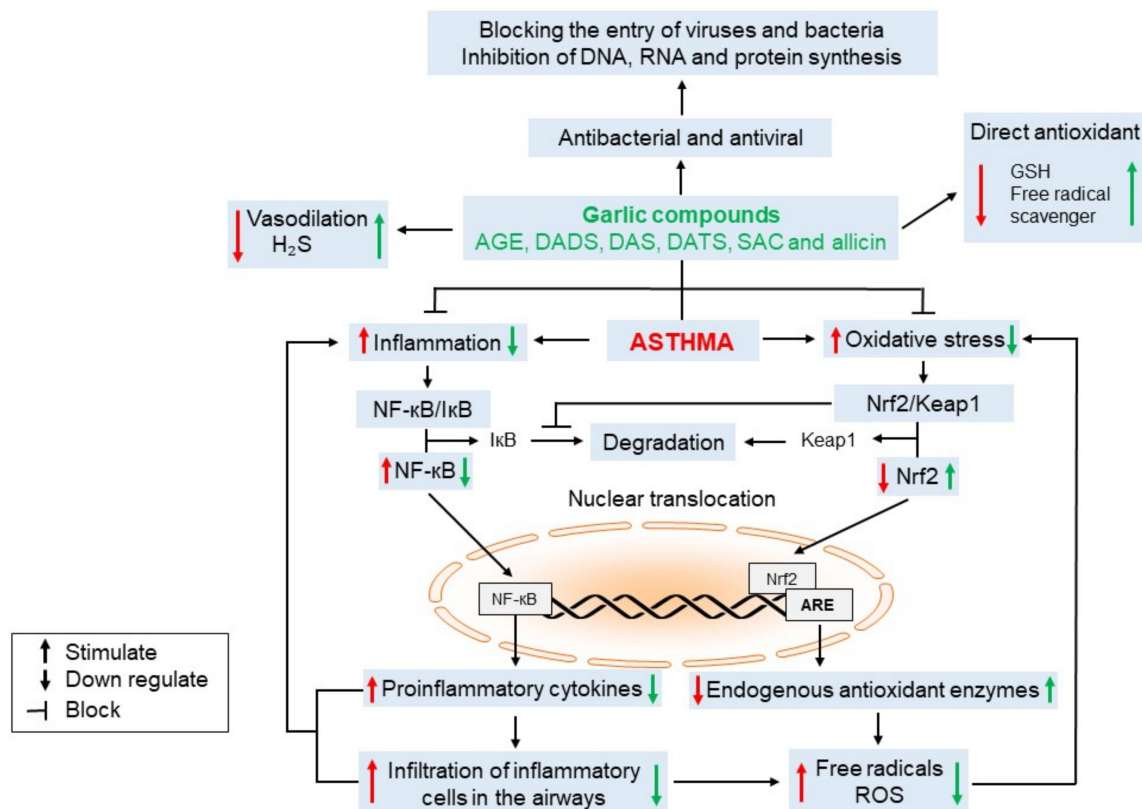 Blocking the entry of viruses and bacteria
Inhibition of DNA, RNA and protein synthesis
Antibacterial and antiviral
Direct antioxidant
GSH
Free radical
scavenger
Vasodilation
H₂S
Garlic compounds
AGE, DADS, DAS, DATS, SAC and allicin
Inflammation
ASTHMA
Oxidative stress
NF-κB/IκB
Nrf2/Keap1
IκB
Degradation
Keap1
NF-κB
Nrf2
Nuclear translocation
NF-κB
Nrf2
ARE
Stimulate
Down regulate
Block
Proinflammatory cytokines
Endogenous antioxidant enzymes
Infiltration of inflammatory
cells in the airways
Free radicals
ROS